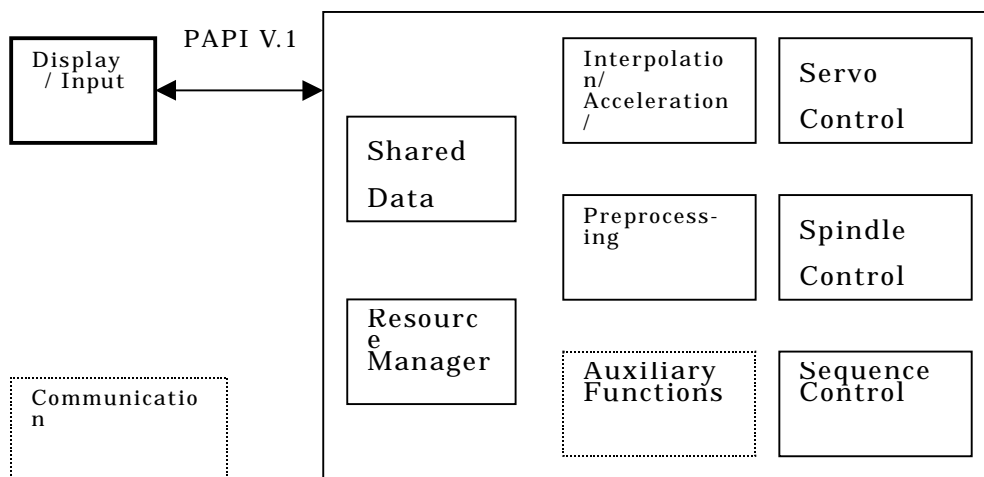 Display
/ Input
PAPI V.1
Interpolatio
n/
Acceleration/
/
Servo
Control
Shared
Data
Preprocess-
ing
Spindle
Control
Resourc
e
Manager
Auxiliary
Functions
Sequence
Control
Communicatio
n